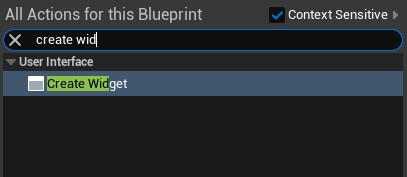 All Actions for this Blueprint Context Sensitive
create wid
User Interface
Create Widget